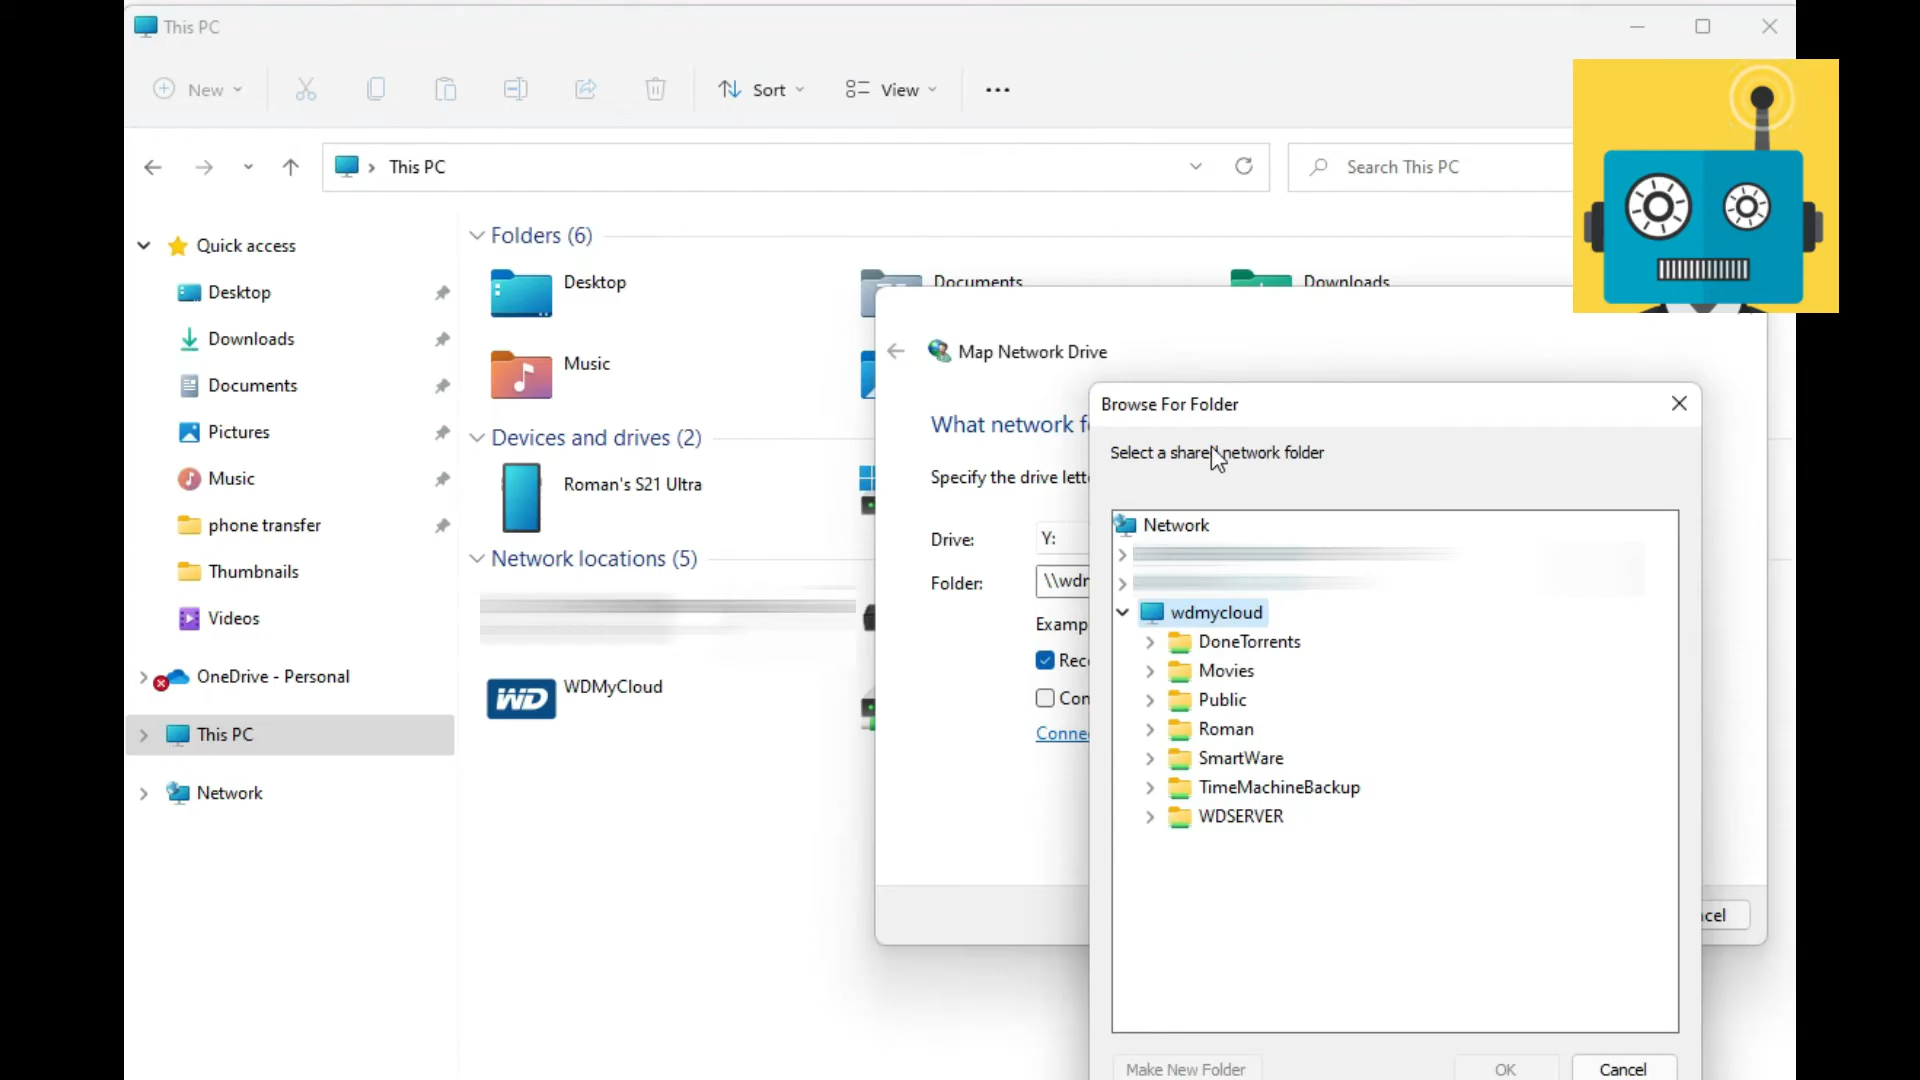 This PC
New
Sort
View
This PC
Search This PC
Quick access
Desktop
Downloads
Documents
Pictures
Music
phone transfer
Thumbnails
Videos
OneDrive - Personal
This PC
Network
Folders (6)
Desktop
Documents
Downloads
Music
Devices and drives (2)
Roman's S21 Ultra
Network locations (5)
WD
WDMyCloud
Map Network Drive
What network f
Specify the drive lett
Drive:
Y:
Folder:
\\wdr
Examp
Rec
Con
Conne
ncel
Browse For Folder
Select a shared network folder
Network
wdmycloud
DoneTorrents
Movies
Public
Roman
SmartWare
TimeMachineBackup
WDSERVER
Make New Folder
OK
Cancel